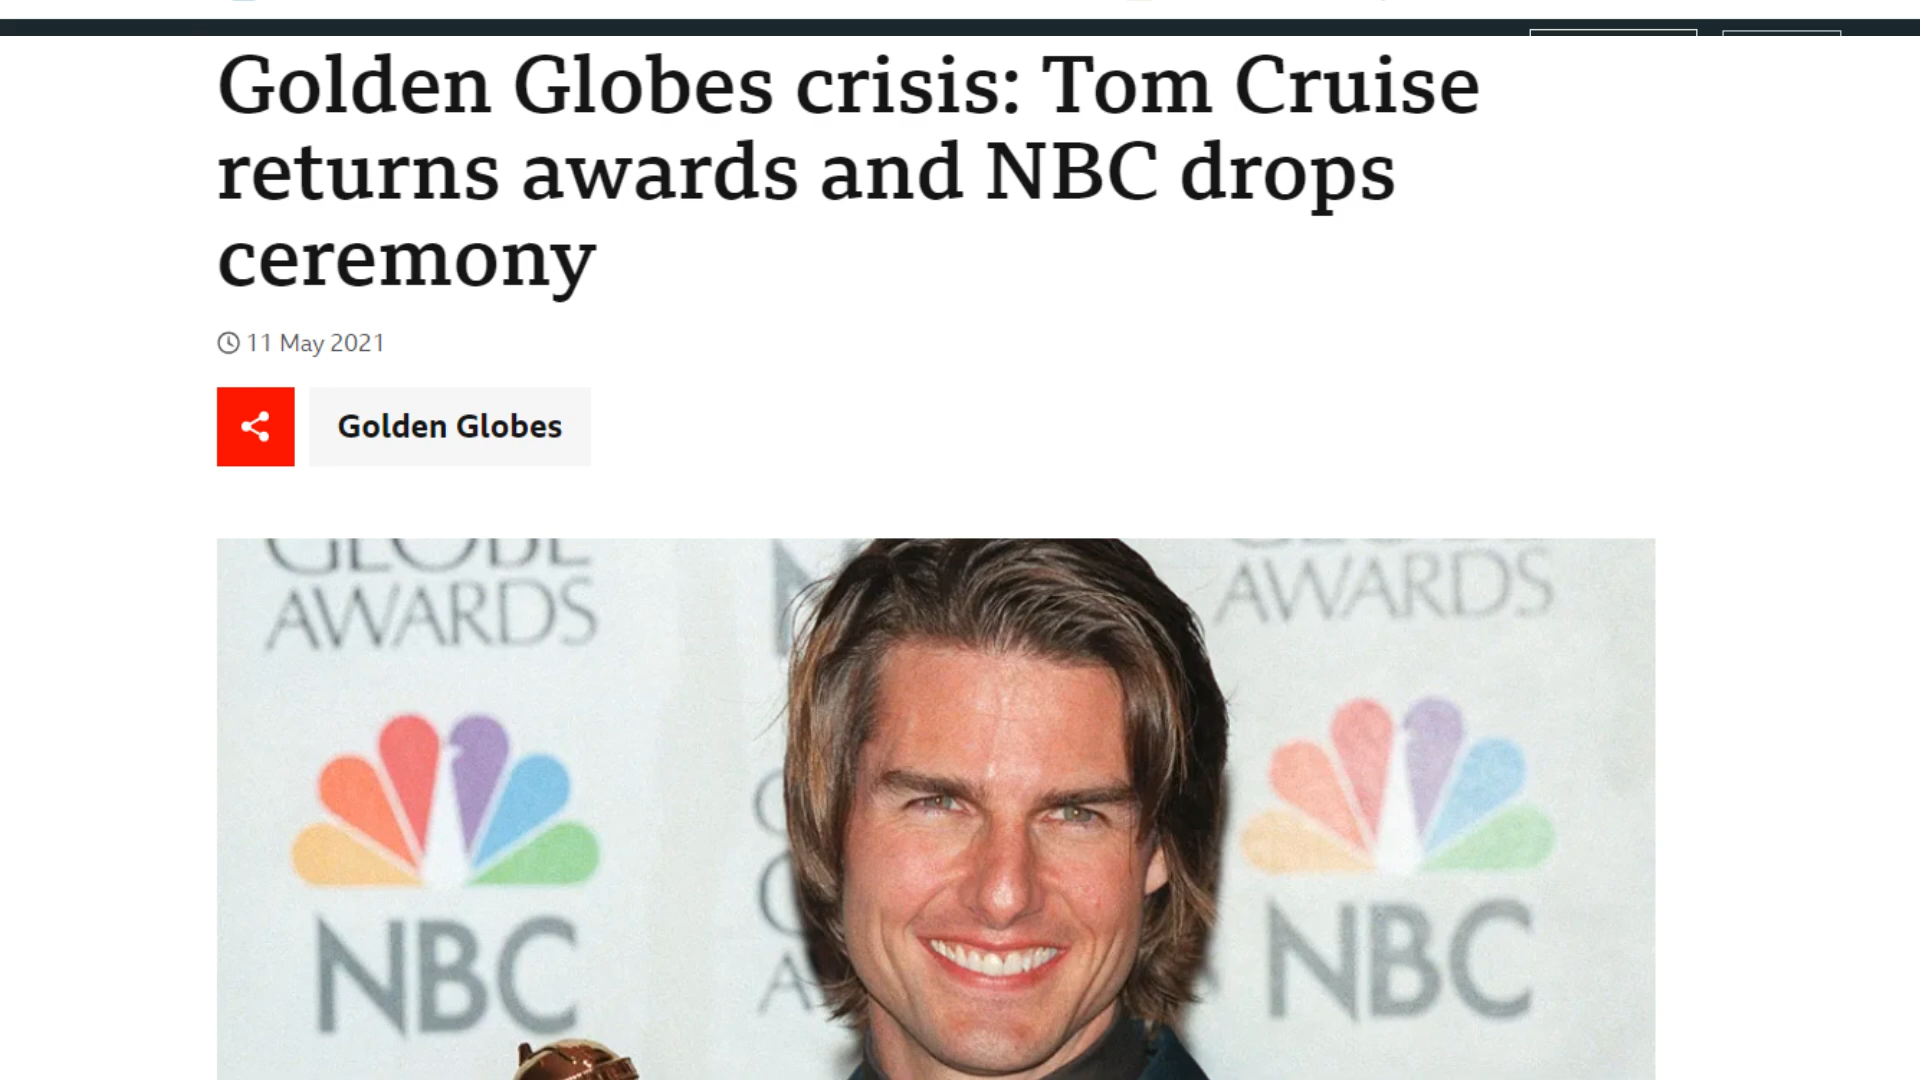 Golden Globes crisis: Tom Cruise
returns awards and NBC drops
ceremony
11 May 2021
Golden Globes
GLOBE
AWARDS
AWARDS
NBC
NBC